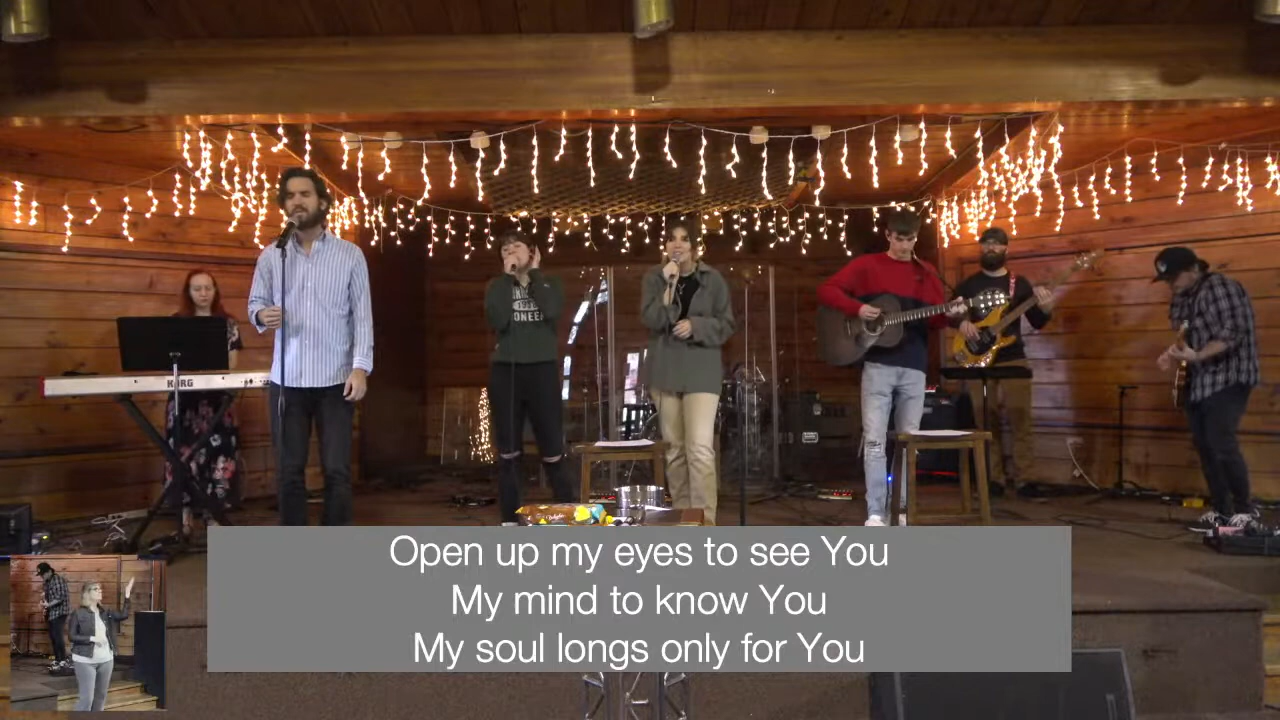 KORG
1995
Open up my eyes to see You
My mind to know You
My soul longs only for You